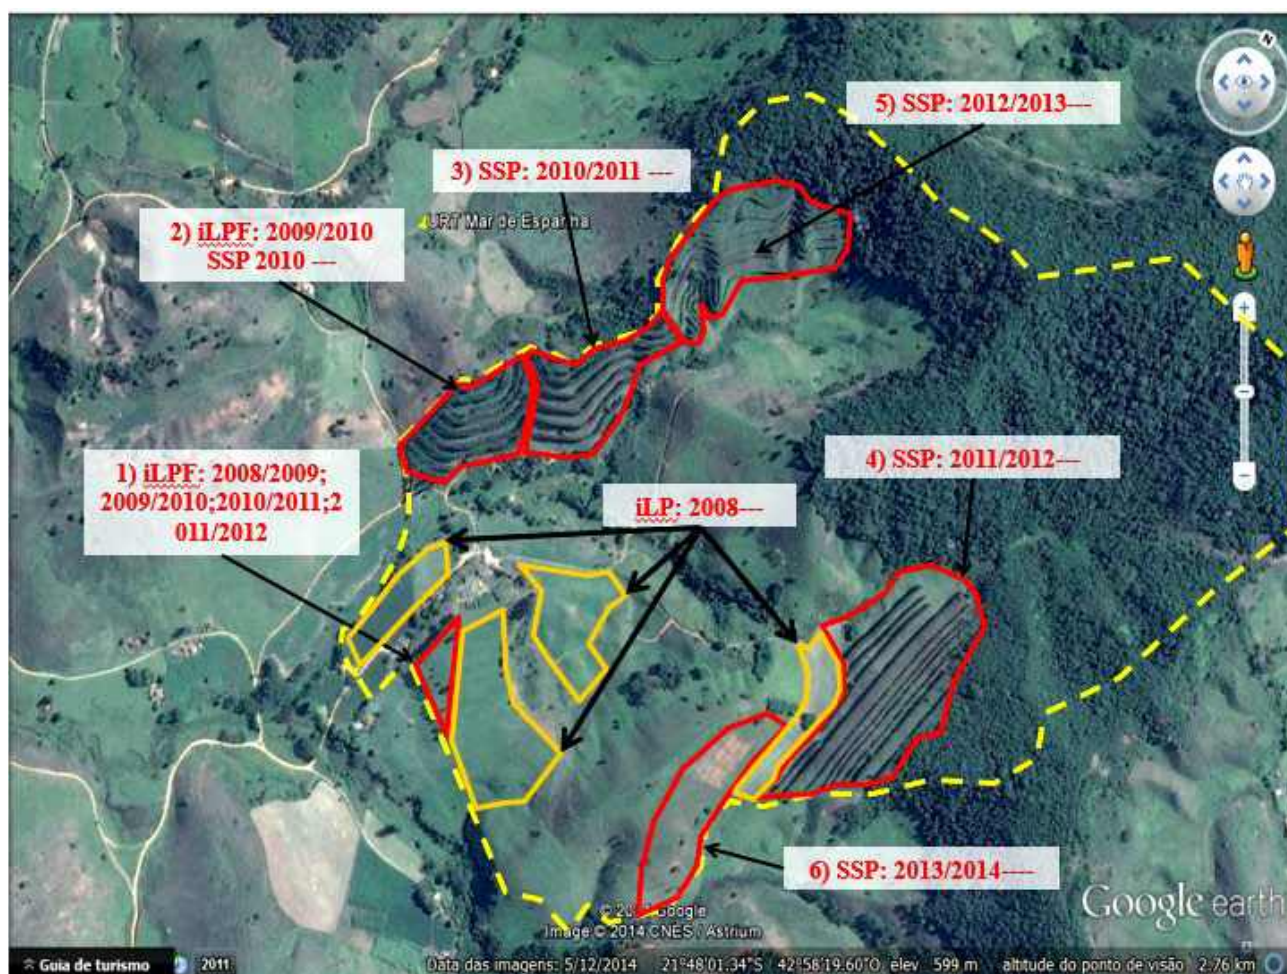 N
5) SSP: 2012/2013---
3) SSP: 2010/2011 ---
URT Mar de Espanha
2) iLPF: 2009/2010
SSP 2010 ---
1) iLPF: 2008/2009;
2009/2010;2010/2011;2
011/2012
iLP: 2008---
4) SSP: 2011/2012---
6) SSP: 2013/2014----
Google earth
Google
Image © 2014 CNES / Astrium
Guia de turismo
2011
Data das imagens: 5/12/2014 21°48'01.34"S 42°58'19.60"O elev 599 m altitude do ponto de visão 2.76 km